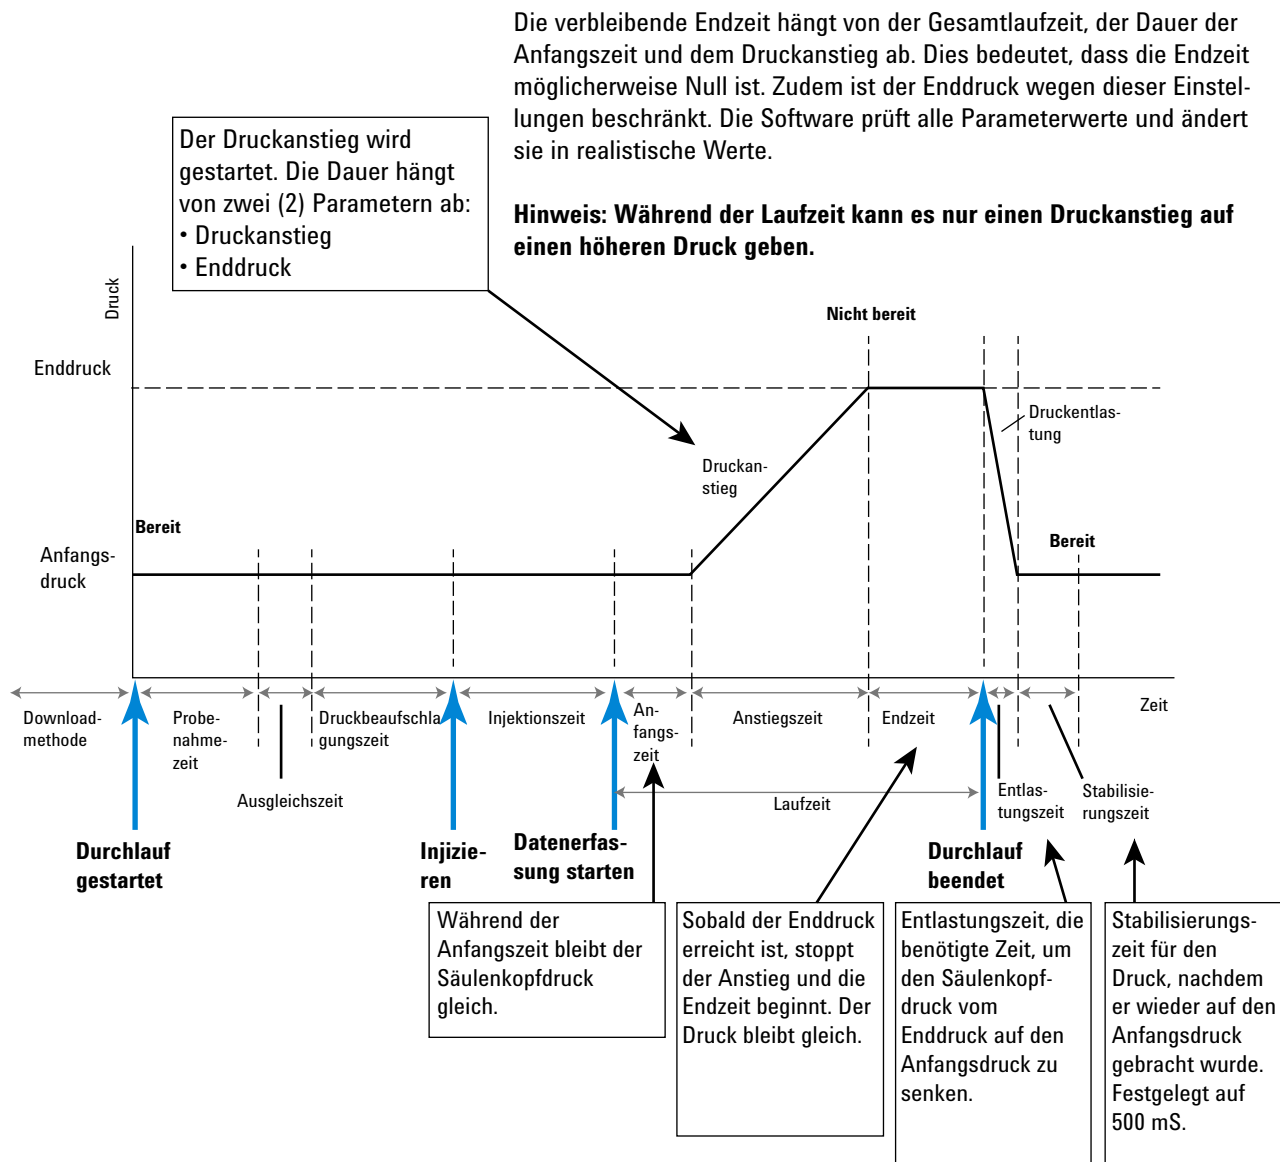 Die verbleibende Endzeit hängt von der Gesamtlaufzeit, der Dauer der
Anfangszeit und dem Druckanstieg ab. Dies bedeutet, dass die Endzeit
möglicherweise Null ist. Zudem ist der Enddruck wegen dieser Einstel-
lungen beschränkt. Die Software prüft alle Parameterwerte und ändert
sie in realistische Werte.
Hinweis: Während der Laufzeit kann es nur einen Druckanstieg auf
einen höheren Druck geben.
Der Druckanstieg wird
gestartet. Die Dauer hängt
von zwei (2) Parametern ab:
• Druckanstieg
• Enddruck
Druck
Nicht bereit
Enddruck
Druckentlas-
tung
Druckan-
stieg
Bereit
Bereit
Anfangs-
druck
Download-
methode
Probe-
nahme-
zeit
Ausgleichszeit
Druckbeaufschla
gungszeit
Injektionszeit
An-
fangs-
zeit
Anstiegszeit
Endzeit
Zeit
Laufzeit
Entlas-
tungszeit
Stabilisie-
rungszeit
Durchlauf
gestartet
Injizie-
ren
Datenerfas-
sung starten
Durchlauf
beendet
Während der
Anfangszeit bleibt der
Säulenkopfdruck
gleich.
Sobald der Enddruck
erreicht ist, stoppt
der Anstieg und die
Endzeit beginnt. Der
Druck bleibt gleich.
Entlastungszeit, die
benötigte Zeit, um
den Säulenkopf-
druck vom
Enddruck auf den
Anfangsdruck zu
senken.
Stabilisierungs-
zeit für den
Druck, nachdem
er wieder auf den
Anfangsdruck
gebracht wurde.
Festgelegt auf
500 mS.